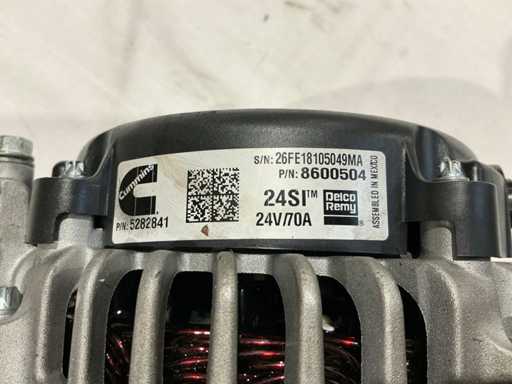 S/N: 26FE18105049MA
P/N: 8600504
Cummins
24SI™
Delco Remy
24V/70A
P/N: 5282841
ASSEMBLED IN MEXICO